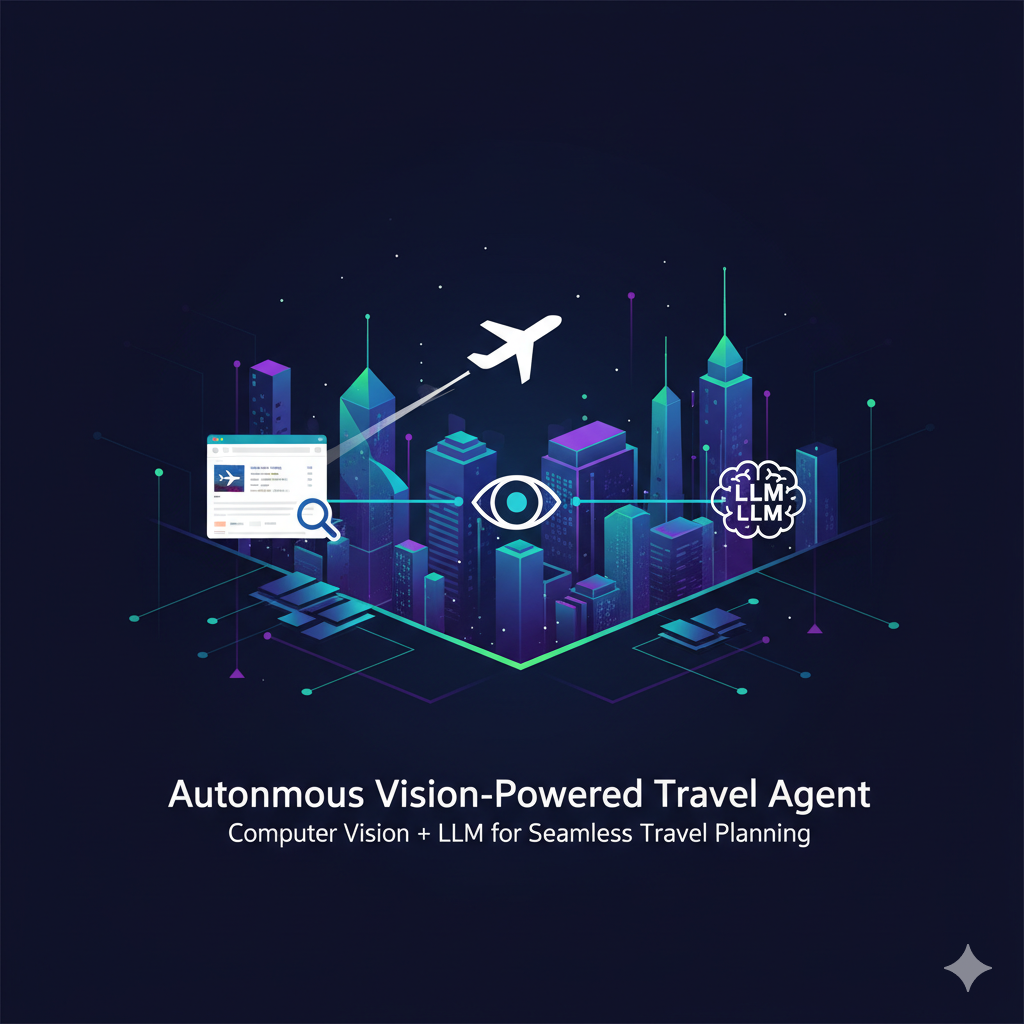 LLM
LLM
Autonmous Vision-Powered Travel Agent
Computer Vision + LLM for Seamless Travel Planning